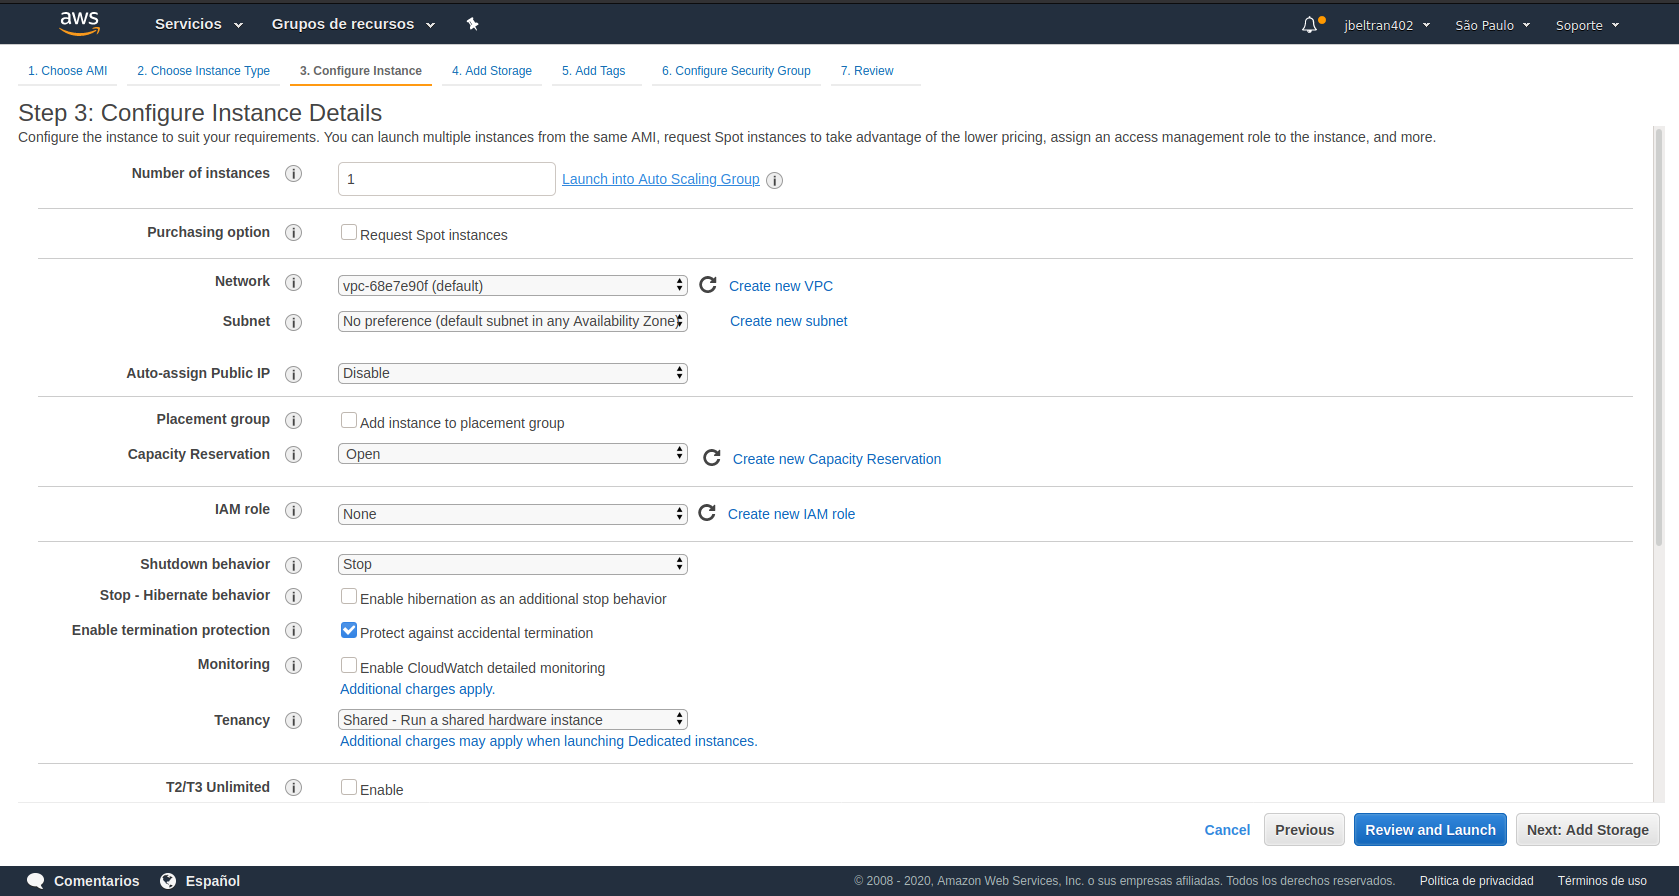 aws Servicios Grupos de recursos jbeltran402 São Paulo Soporte
1. Choose AMI 2. Choose Instance Type 3. Configure Instance 4. Add Storage 5. Add Tags 6. Configure Security Group 7. Review
Step 3: Configure Instance Details
Configure the instance to suit your requirements. You can launch multiple instances from the same AMI, request Spot instances to take advantage of the lower pricing, assign an access management role to the instance, and more.
Number of instances i 1 Launch into Auto Scaling Group i
Purchasing option i Request Spot instances
Network i vpc-68e7e90f (default) Create new VPC
Subnet i No preference (default subnet in any Availability Zone) Create new subnet
Auto-assign Public IP i Disable
Placement group i Add instance to placement group
Capacity Reservation i Open Create new Capacity Reservation
IAM role i None Create new IAM role
Shutdown behavior i Stop
Stop - Hibernate behavior i Enable hibernation as an additional stop behavior
Enable termination protection i Protect against accidental termination
Monitoring i Enable CloudWatch detailed monitoring
Additional charges apply.
Tenancy i Shared - Run a shared hardware instance
Additional charges may apply when launching Dedicated instances.
T2/T3 Unlimited i Enable
Cancel Previous Review and Launch Next: Add Storage
Comentarios Español © 2008 - 2020, Amazon Web Services, Inc. o sus empresas afiliadas. Todos los derechos reservados. Política de privacidad Términos de uso